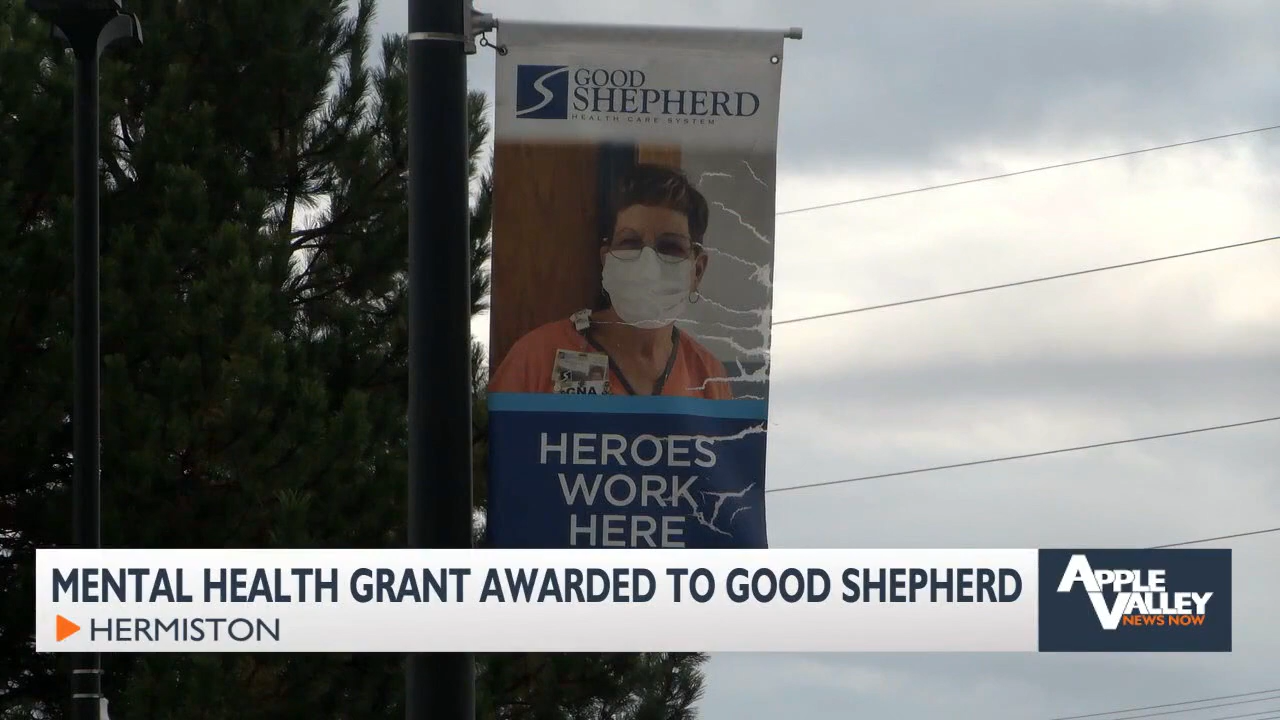 GOOD
SHEPHERD
HEALTH CARE SYSTEM
CNA
HEROES
WORK
HERE
MENTAL HEALTH GRANT AWARDED TO GOOD SHEPHERD
HERMISTON
APPLE
VALLEY
NEWS NOW